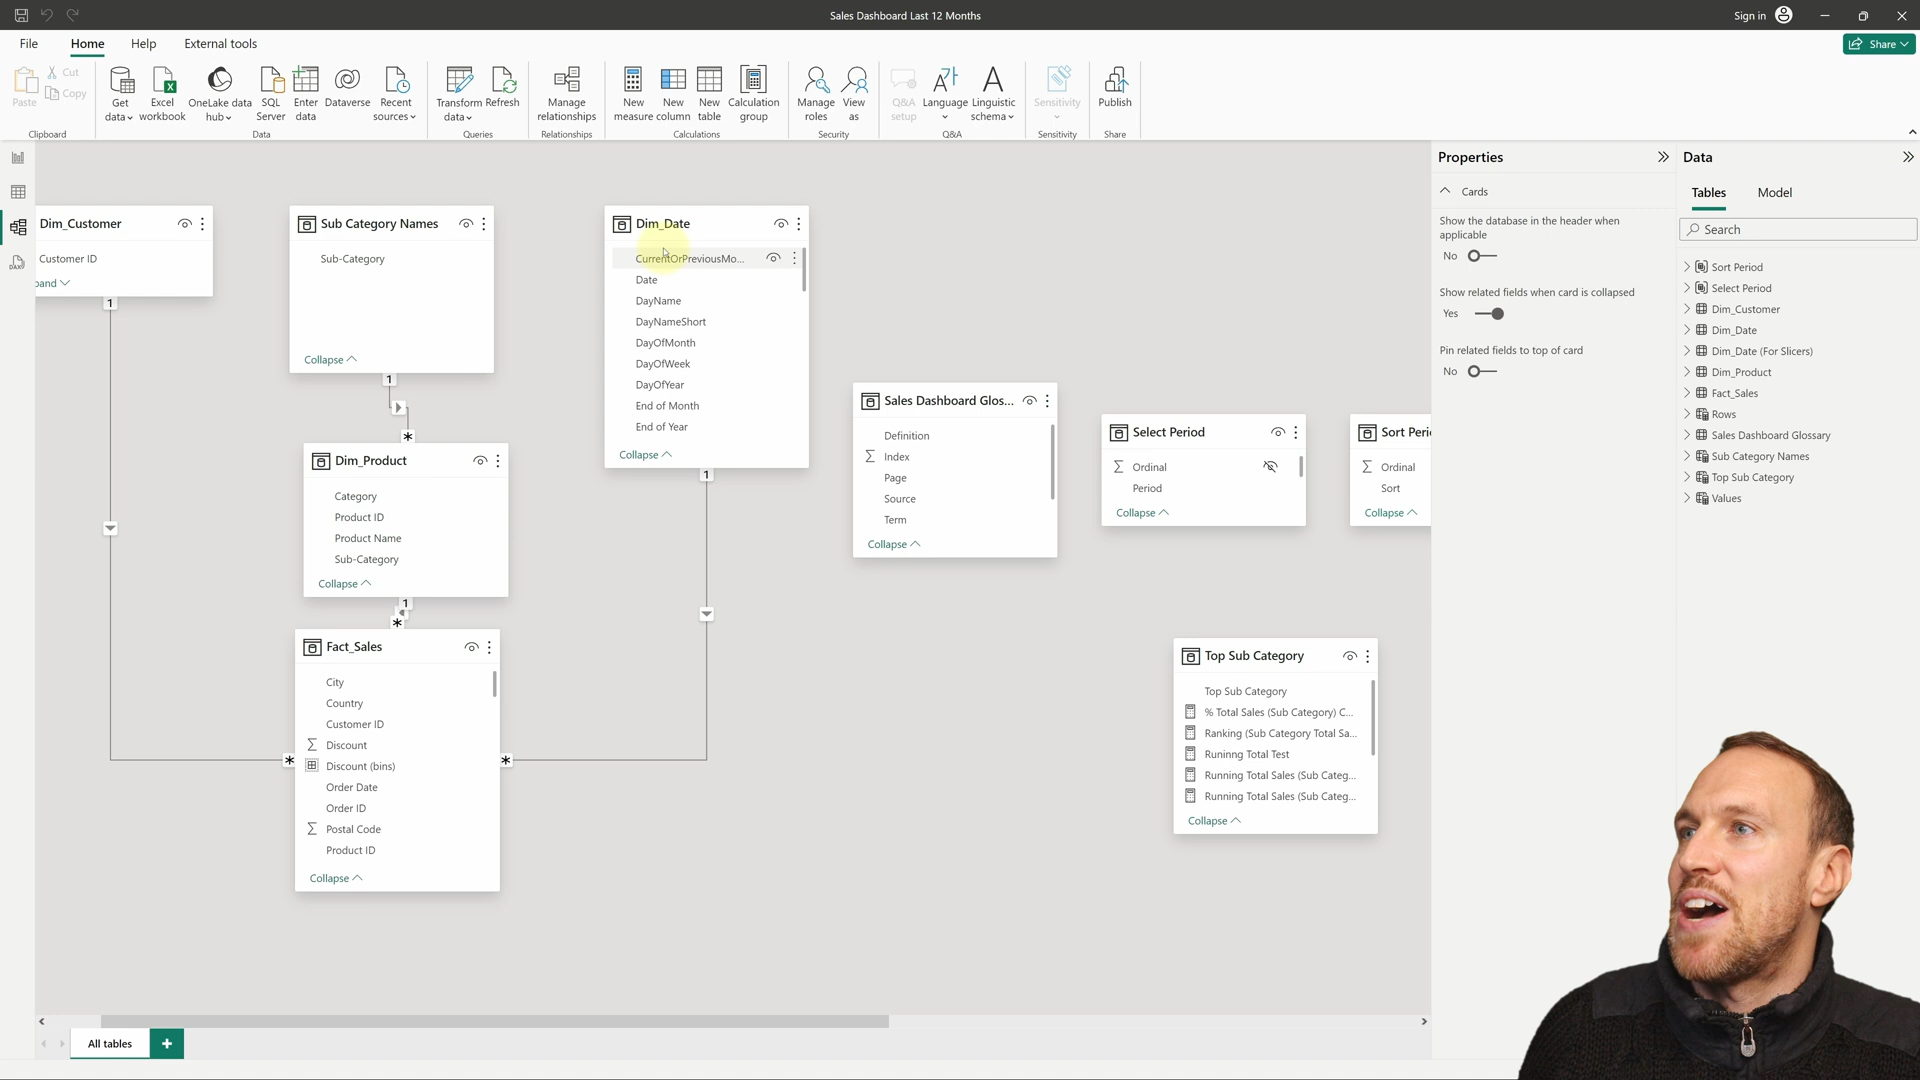 Sales Dashboard Last 12 Months
Sign in
File
Home
Help
External tools
Share
Paste
Cut
Copy
Clipboard
Get data
Excel workbook
OneLake data hub
SQL Server
Enter data
Dataverse
Recent sources
Data
Transform data
Refresh
Queries
Manage relationships
Relationships
New measure
New column
New table
Calculation group
Calculations
Manage roles
View as
Security
Q&A setup
Language
Linguistic schema
Q&A
Sensitivity
Sensitivity
Publish
Share
Dim_Customer
Customer ID
pand
1
Sub Category Names
Sub-Category
Collapse
1
*
Dim_Product
Category
Product ID
Product Name
Sub-Category
Collapse
1
*
Fact_Sales
City
Country
Customer ID
Discount
Discount (bins)
Order Date
Order ID
Postal Code
Product ID
Collapse
*
*
Dim_Date
CurrentOrPreviousMo...
Date
DayName
DayNameShort
DayOfMonth
DayOfWeek
DayOfYear
End of Month
End of Year
Collapse
1
Sales Dashboard Glos...
Definition
Index
Page
Source
Term
Collapse
Select Period
Ordinal
Period
Collapse
Sort Peri
Ordinal
Sort
Collapse
Top Sub Category
Top Sub Category
% Total Sales (Sub Category) C...
Ranking (Sub Category Total Sa...
Runinng Total Test
Running Total Sales (Sub Categ...
Running Total Sales (Sub Categ...
Collapse
All tables
+
Properties
Cards
Show the database in the header when
applicable
No
Show related fields when card is collapsed
Yes
Pin related fields to top of card
No
Data
Tables
Model
Search
Sort Period
Select Period
Dim_Customer
Dim_Date
Dim_Date (For Slicers)
Dim_Product
Fact_Sales
Rows
Sales Dashboard Glossary
Sub Category Names
Top Sub Category
Values